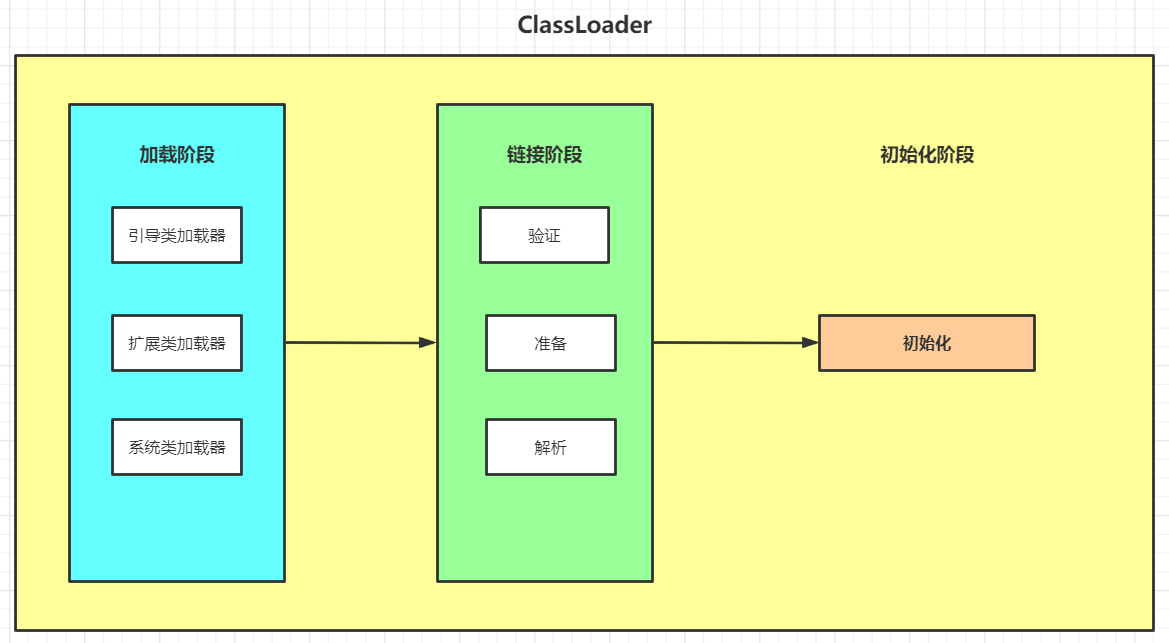 ClassLoader
加载阶段
引导类加载器
扩展类加载器
系统类加载器
链接阶段
验证
准备
解析
初始化阶段
初始化